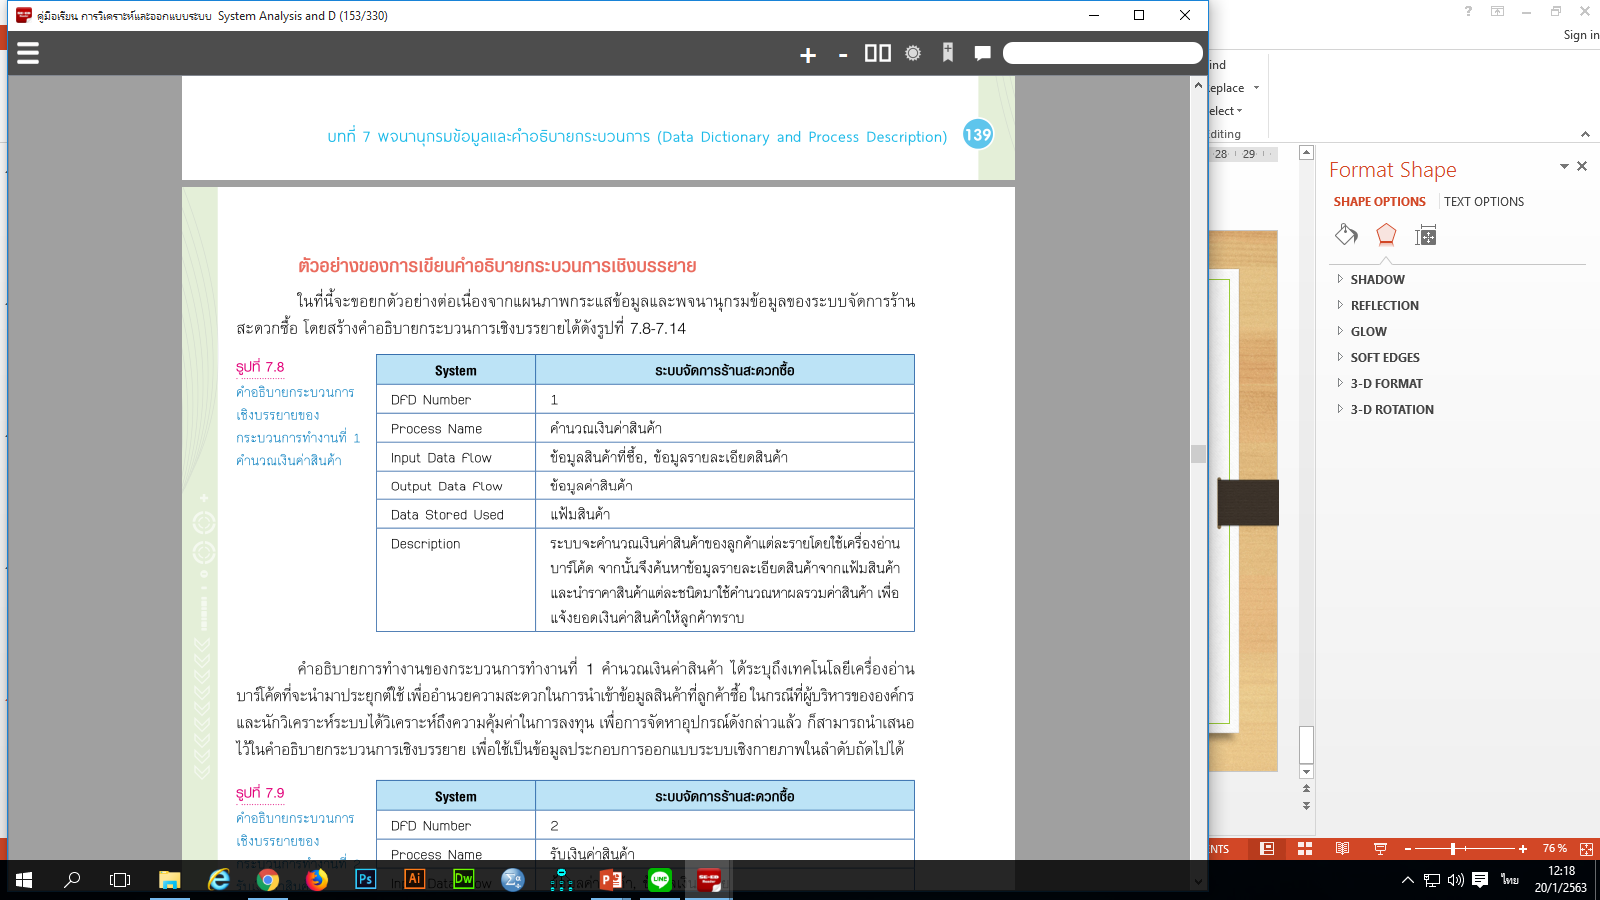 คู่มือเรียน การวิเคราะห์และออกแบบระบบ System Analysis and D (153/330)
Sign in
ind
eplace
elect
diting
บทที่ 7 พจนานุกรมข้อมูลและคำอธิบายกระบวนการ (Data Dictionary and Process Description) 139
28 29
Format Shape
SHAPE OPTIONS TEXT OPTIONS
SHADOW
REFLECTION
GLOW
SOFT EDGES
3-D FORMAT
3-D ROTATION
ตัวอย่างของการเขียนคำอธิบายกระบวนการเชิงบรรยาย
ในที่นี้จะขอยกตัวอย่างต่อเนื่องจากแผนภาพกระแสข้อมูลและพจนานุกรมข้อมูลของระบบจัดการร้าน
สะดวกซื้อ โดยสร้างคำอธิบายกระบวนการเชิงบรรยายได้ดังรูปที่ 7.8-7.14
รูปที่ 7.8
คำอธิบายกระบวนการ
เชิงบรรยายของ
กระบวนการทำงานที่ 1
คำนวณเงินค่าสินค้า
System ระบบจัดการร้านสะดวกซื้อ
DFD Number 1
Process Name คำนวณเงินค่าสินค้า
Input Data Flow ข้อมูลสินค้าที่ซื้อ, ข้อมูลรายละเอียดสินค้า
Output Data Flow ข้อมูลค่าสินค้า
Data Stored Used แฟ้มสินค้า
Description ระบบจะคำนวณเงินค่าสินค้าของลูกค้าแต่ละรายโดยใช้เครื่องอ่าน
บาร์โค้ด จากนั้นจึงค้นหาข้อมูลรายละเอียดสินค้าจากแฟ้มสินค้า
และนำราคาสินค้าแต่ละชนิดมาใช้คำนวณหาผลรวมค่าสินค้า เพื่อ
แจ้งยอดเงินค่าสินค้าให้ลูกค้าทราบ
คำอธิบายการทำงานของกระบวนการทำงานที่ 1 คำนวณเงินค่าสินค้า ได้ระบุถึงเทคโนโลยีเครื่องอ่าน
บาร์โค้ดที่จะนำมาประยุกต์ใช้ เพื่ออำนวยความสะดวกในการนำเข้าข้อมูลสินค้าที่ลูกค้าซื้อ ในกรณีที่ผู้บริหารขององค์กร
และนักวิเคราะห์ระบบได้วิเคราะห์ถึงความคุ้มค่าในการลงทุน เพื่อการจัดหาอุปกรณ์ดังกล่าวแล้ว ก็สามารถนำเสนอ
ไว้ในคำอธิบายกระบวนการเชิงบรรยาย เพื่อใช้เป็นข้อมูลประกอบการออกแบบระบบเชิงกายภาพในลำดับถัดไปได้
รูปที่ 7.9
คำอธิบายกระบวนการ
เชิงบรรยายของ
System ระบบจัดการร้านสะดวกซื้อ
DFD Number 2
Process Name รับเงินค่าสินค้า
NTS
76 %
12:18
ไทย
20/1/2563